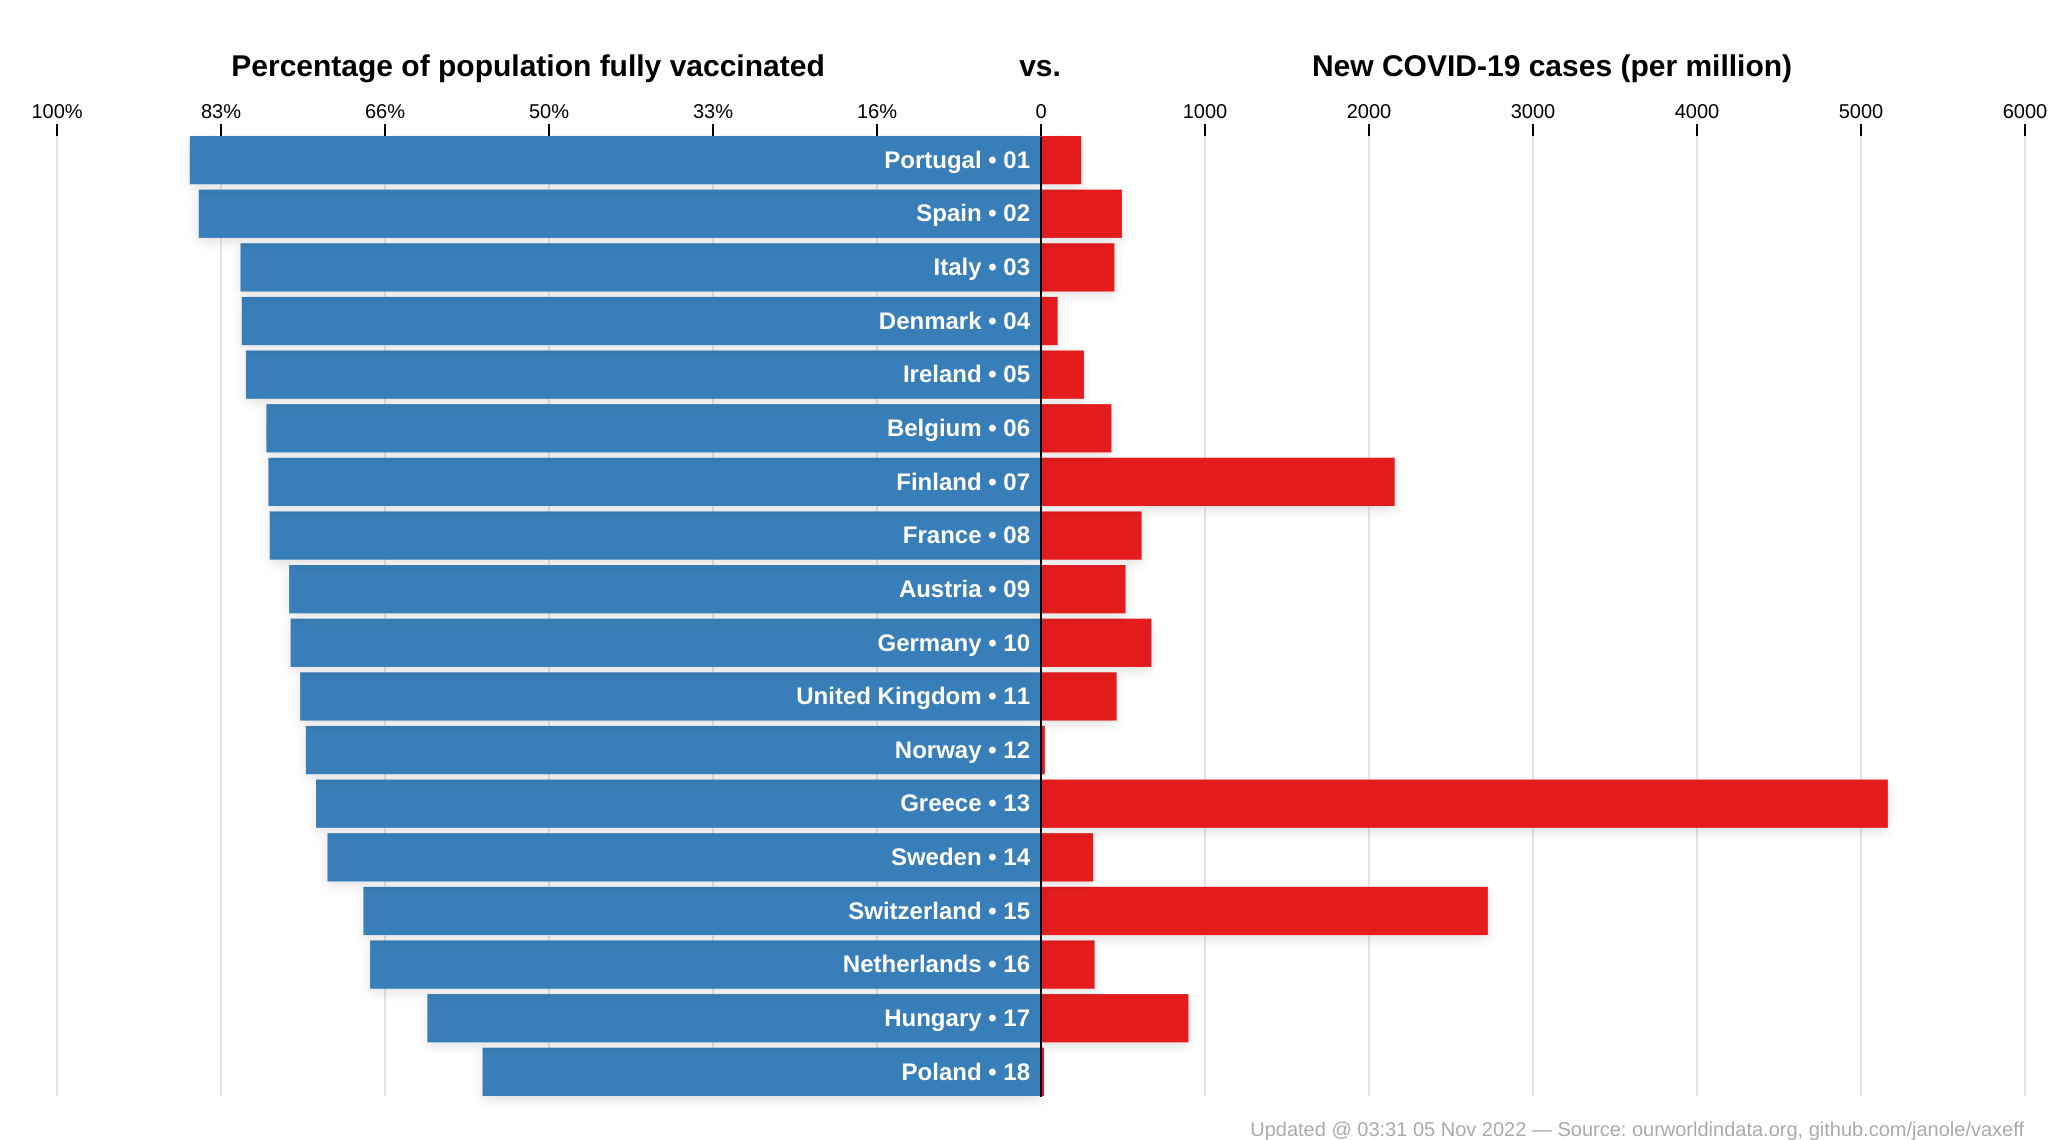 Percentage of population fully vaccinated vs. New COVID-19 cases (per million)
100% 83% 66% 50% 33% 16% 0 1000 2000 3000 4000 5000 6000
Portugal • 01
Spain • 02
Italy • 03
Denmark • 04
Ireland • 05
Belgium • 06
Finland • 07
France • 08
Austria • 09
Germany • 10
United Kingdom • 11
Norway • 12
Greece • 13
Sweden • 14
Switzerland • 15
Netherlands • 16
Hungary • 17
Poland • 18
Updated @ 03:31 05 Nov 2022 — Source: ourworldindata.org, github.com/janole/vaxeff